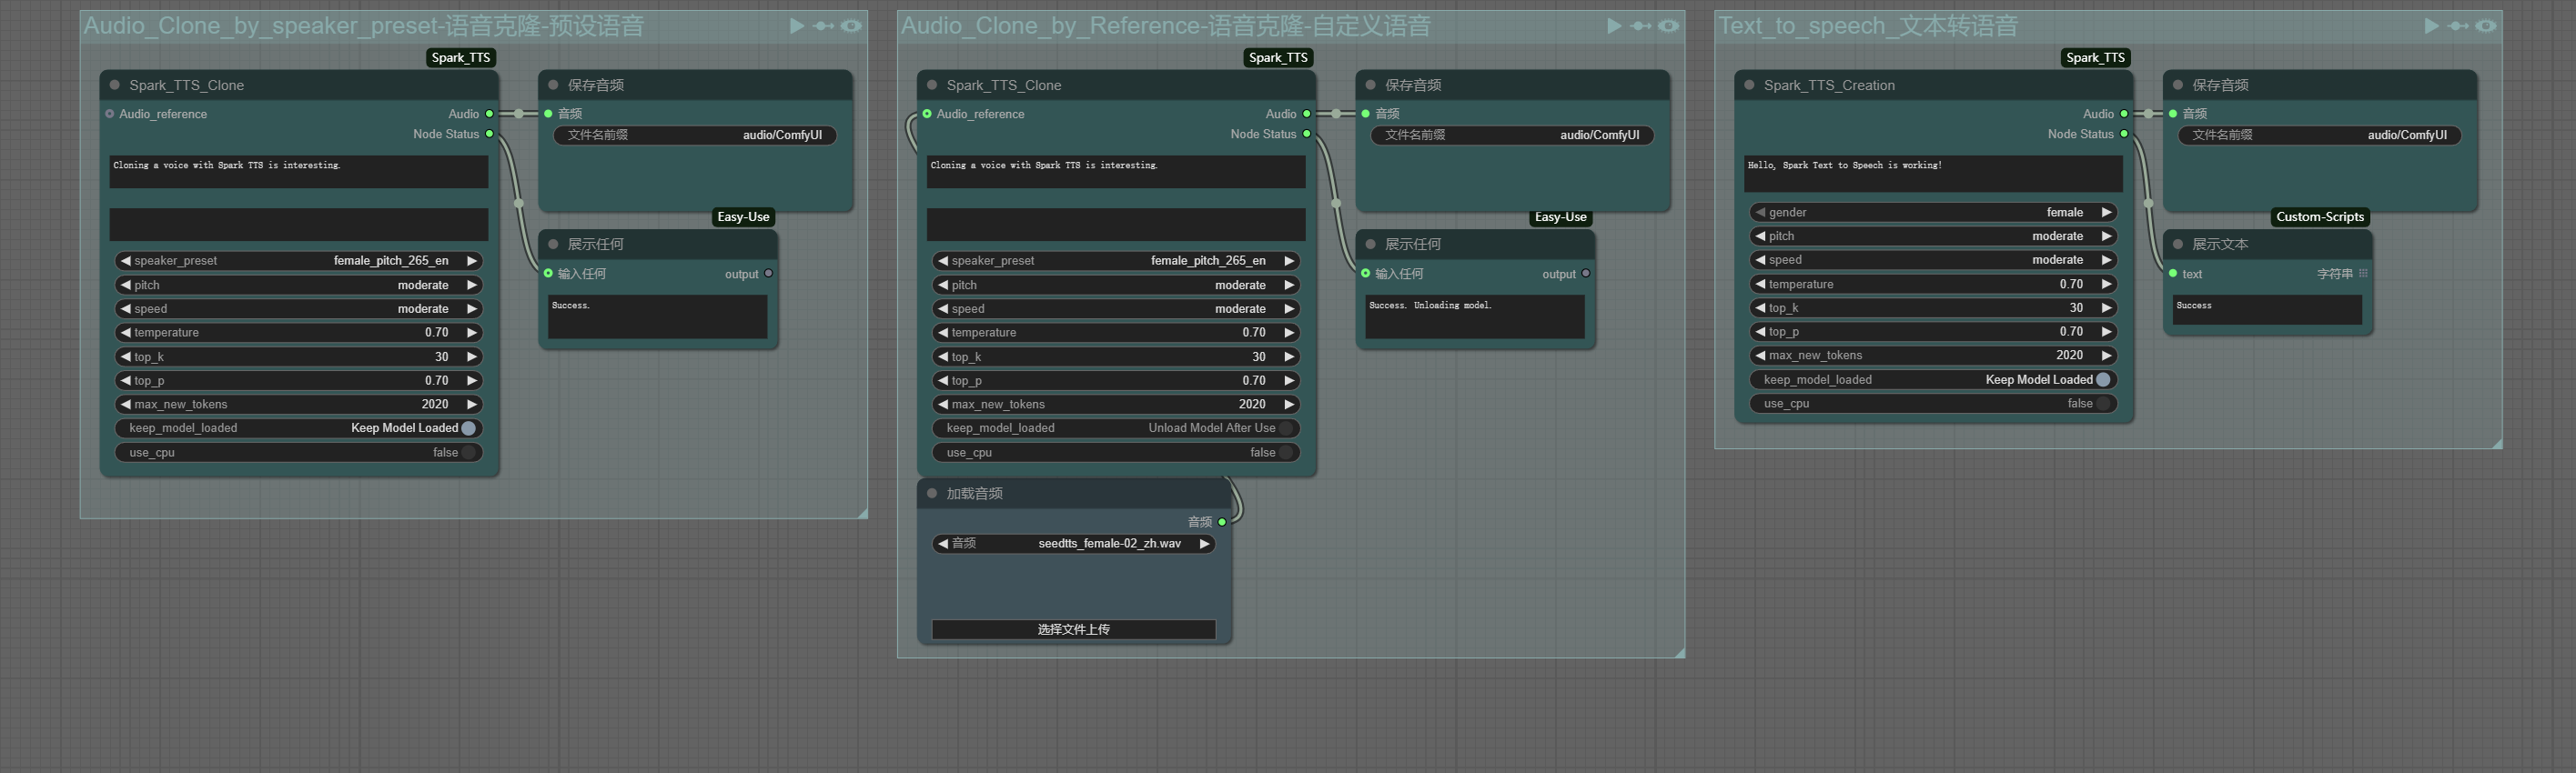 Audio_Clone_by_speaker_preset-语音克隆-预设语音
Spark_TTS
Spark_TTS_Clone
Audio_reference
Audio
Node Status
Cloning a voice with Spark TTS is interesting.
speaker_preset female_pitch_265_en
pitch moderate
speed moderate
temperature 0.70
top_k 30
top_p 0.70
max_new_tokens 2020
keep_model_loaded Keep Model Loaded
use_cpu false
保存音频
音频
文件名前缀 audio/ComfyUI
Easy-Use
展示任何
输入任何 output
Success.
Audio_Clone_by_Reference-语音克隆-自定义语音
Spark_TTS
Spark_TTS_Clone
Audio_reference
Audio
Node Status
Cloning a voice with Spark TTS is interesting.
speaker_preset female_pitch_265_en
pitch moderate
speed moderate
temperature 0.70
top_k 30
top_p 0.70
max_new_tokens 2020
keep_model_loaded Unload Model After Use
use_cpu false
保存音频
音频
文件名前缀 audio/ComfyUI
Easy-Use
展示任何
输入任何 output
Success. Unloading model.
加载音频
音频
音频 seedtts_female-02_zh.wav
选择文件上传
Text_to_speech_文本转语音
Spark_TTS
Spark_TTS_Creation
Audio
Node Status
Hello, Spark Text to Speech is working!
gender female
pitch moderate
speed moderate
temperature 0.70
top_k 30
top_p 0.70
max_new_tokens 2020
keep_model_loaded Keep Model Loaded
use_cpu false
保存音频
音频
文件名前缀 audio/ComfyUI
Custom-Scripts
展示文本
text 字符串
Success